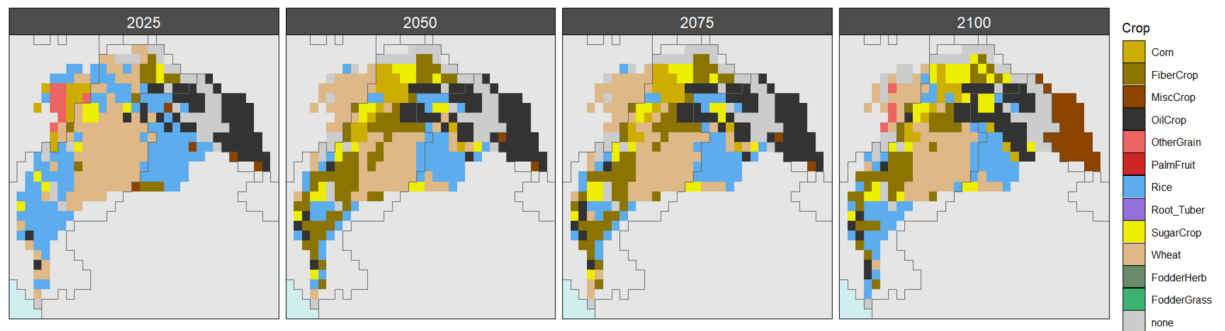 2025
2050
2075
2100
Crop
Corn
FiberCrop
MiscCrop
OilCrop
OtherGrain
PalmFruit
Rice
Root_Tuber
SugarCrop
Wheat
FodderHerb
FodderGrass
none